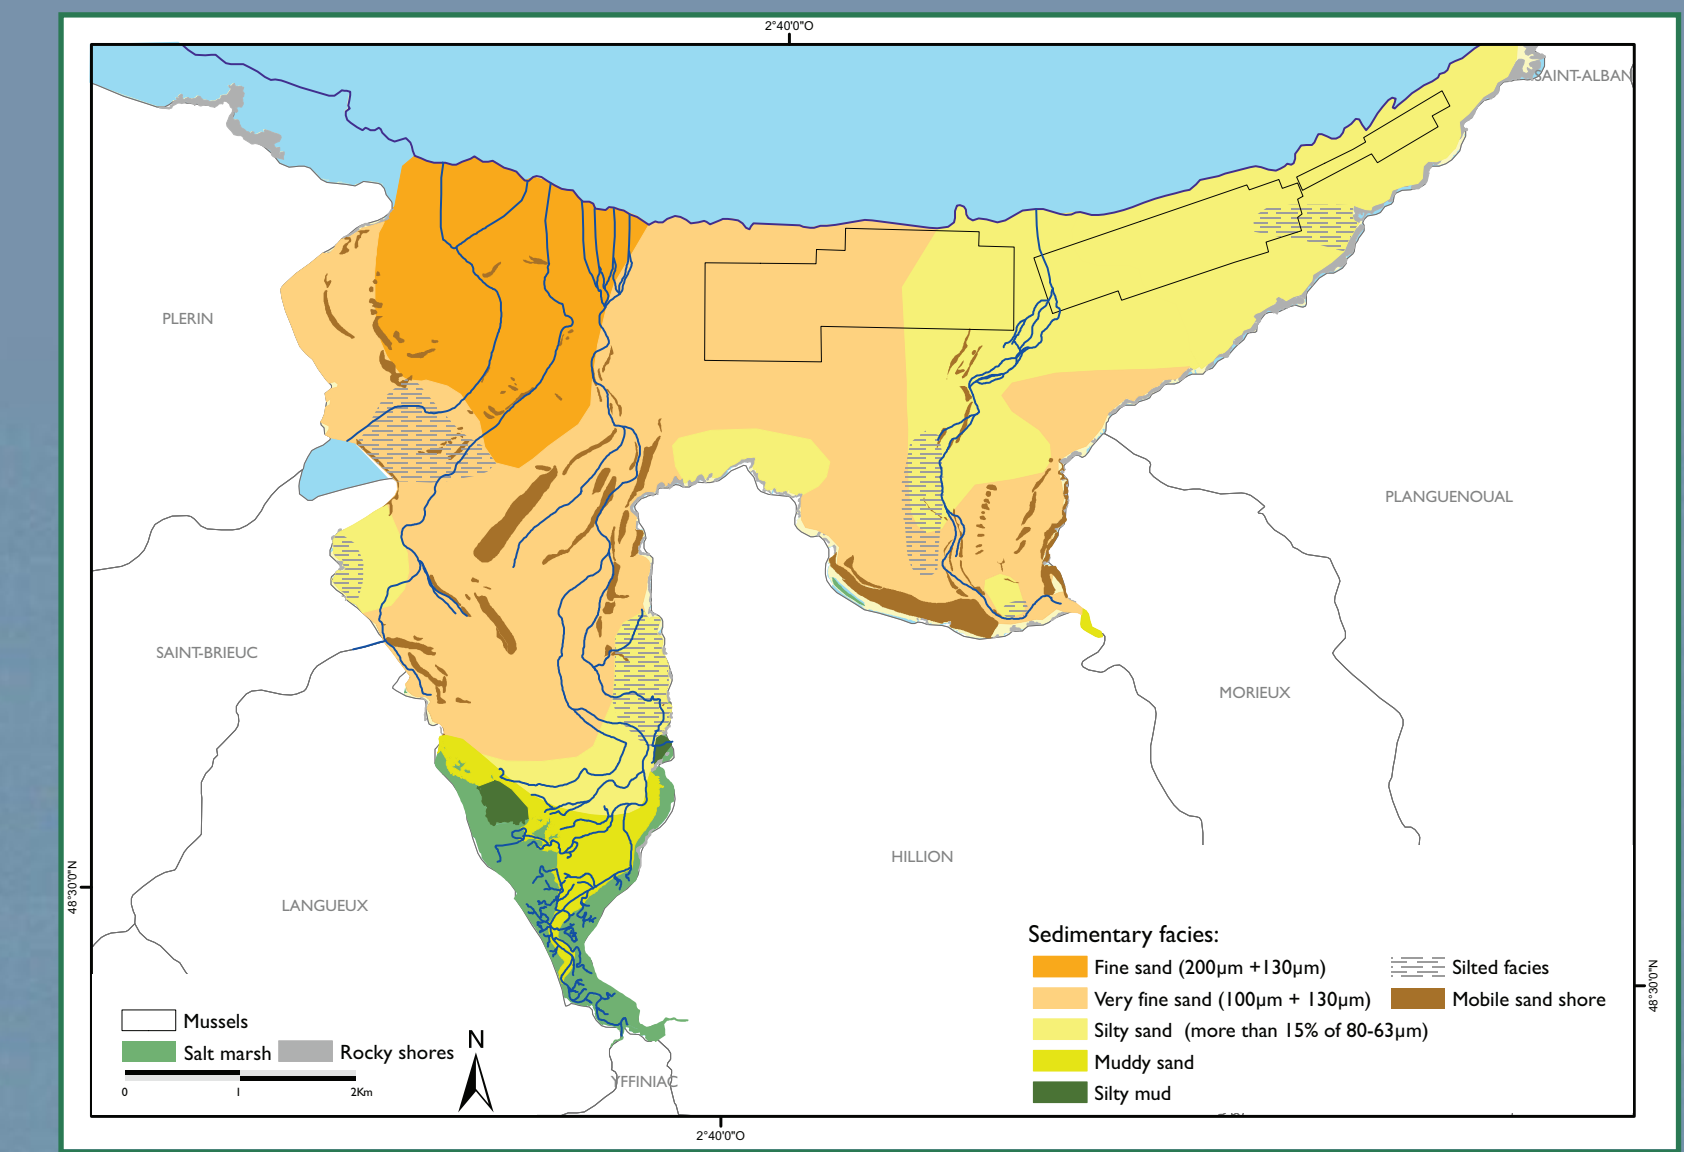 2°40'0"O
SAINT-ALBAN
PLERIN
PLANGUENOUAL
SAINT-BRIEUC
MORIEUX
HILLION
48°30'0"N
LANGUEUX
Sedimentary facies:
Fine sand (200µm +130µm)
Silted facies
48°30'0"N
Very fine sand (100µm + 130µm)
Mobile sand shore
Mussels
Silty sand (more than 15% of 80-63µm)
Salt marsh
Rocky shores
N
Muddy sand
YFFINIAC
0 1 2Km
Silty mud
2°40'0"O